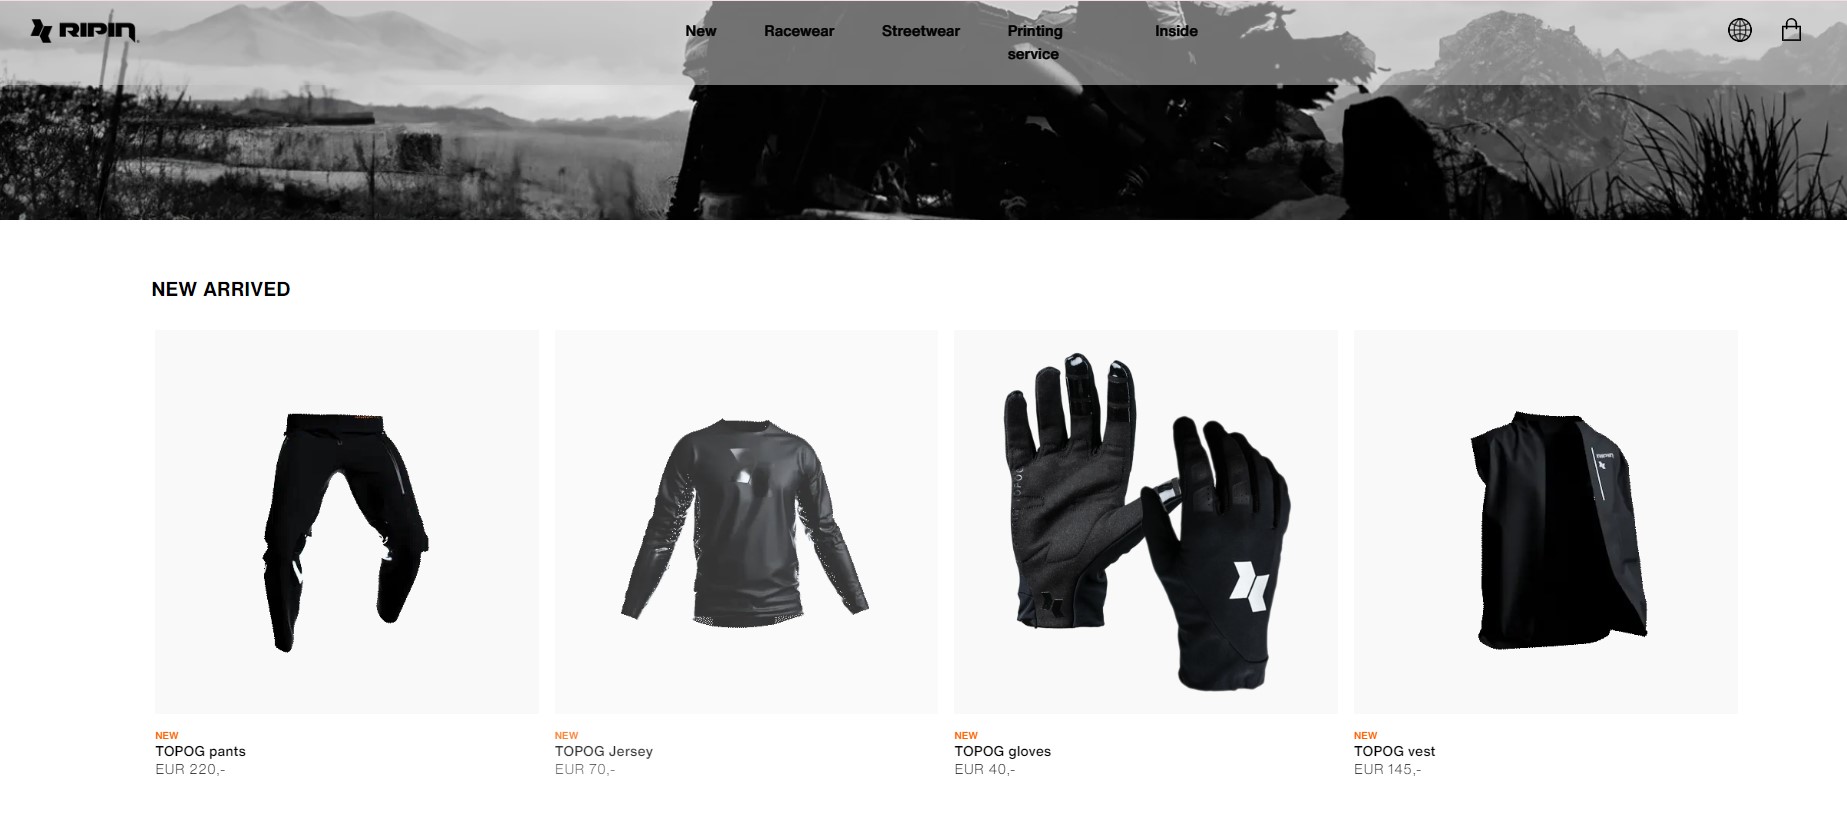 RIPIN
New
Racewear
Streetwear
Printing
service
Inside
NEW ARRIVED
TOPOG
NEW
TOPOG pants
EUR 220,-
NEW
TOPOG Jersey
EUR 70,-
NEW
TOPOG gloves
EUR 40,-
NEW
TOPOG vest
EUR 145,-